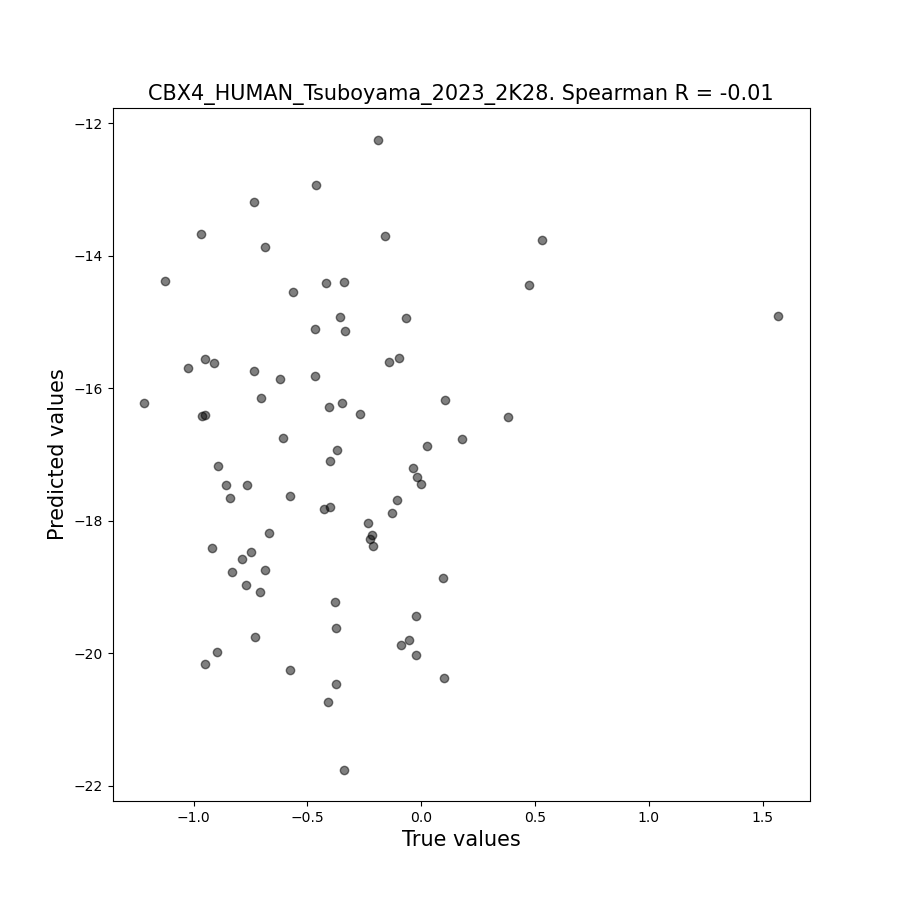 CBX4_HUMAN_Tsuboyama_2023_2K28. Spearman R = -0.01
Predicted values
−12
−14
−16
−18
−20
−22
−1.0 −0.5 0.0 0.5 1.0 1.5
True values